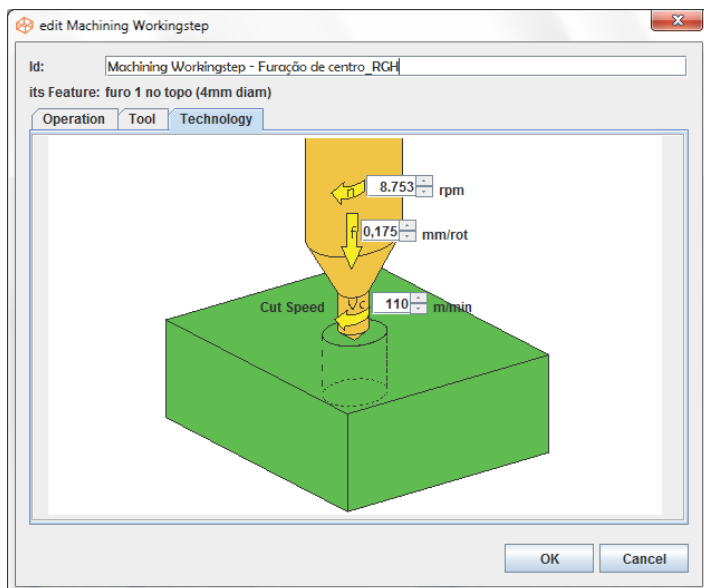 edit Machining Workingstep
Id: Machining Workingstep - Furação de centro_RGH
its Feature: furo 1 no topo (4mm diam)
Operation Tool Technology
n 8.753 rpm
f 0,175 mm/rot
Cut Speed Vc 110 m/min
OK Cancel